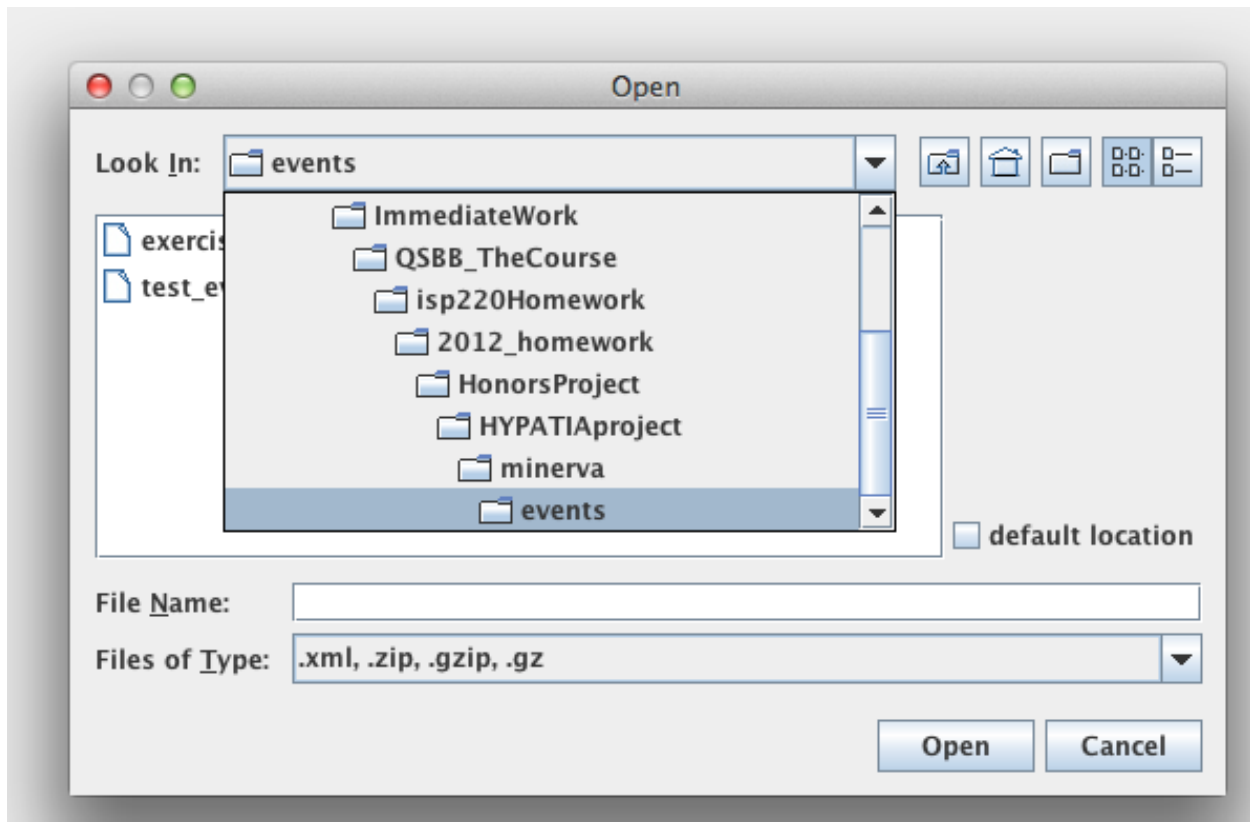 Open
Look In: events
ImmediateWork
QSBB_TheCourse
isp220Homework
2012_homework
HonorsProject
HYPATIAproject
minerva
events
default location
File Name:
Files of Type: .xml, .zip, .gzip, .gz
Open Cancel